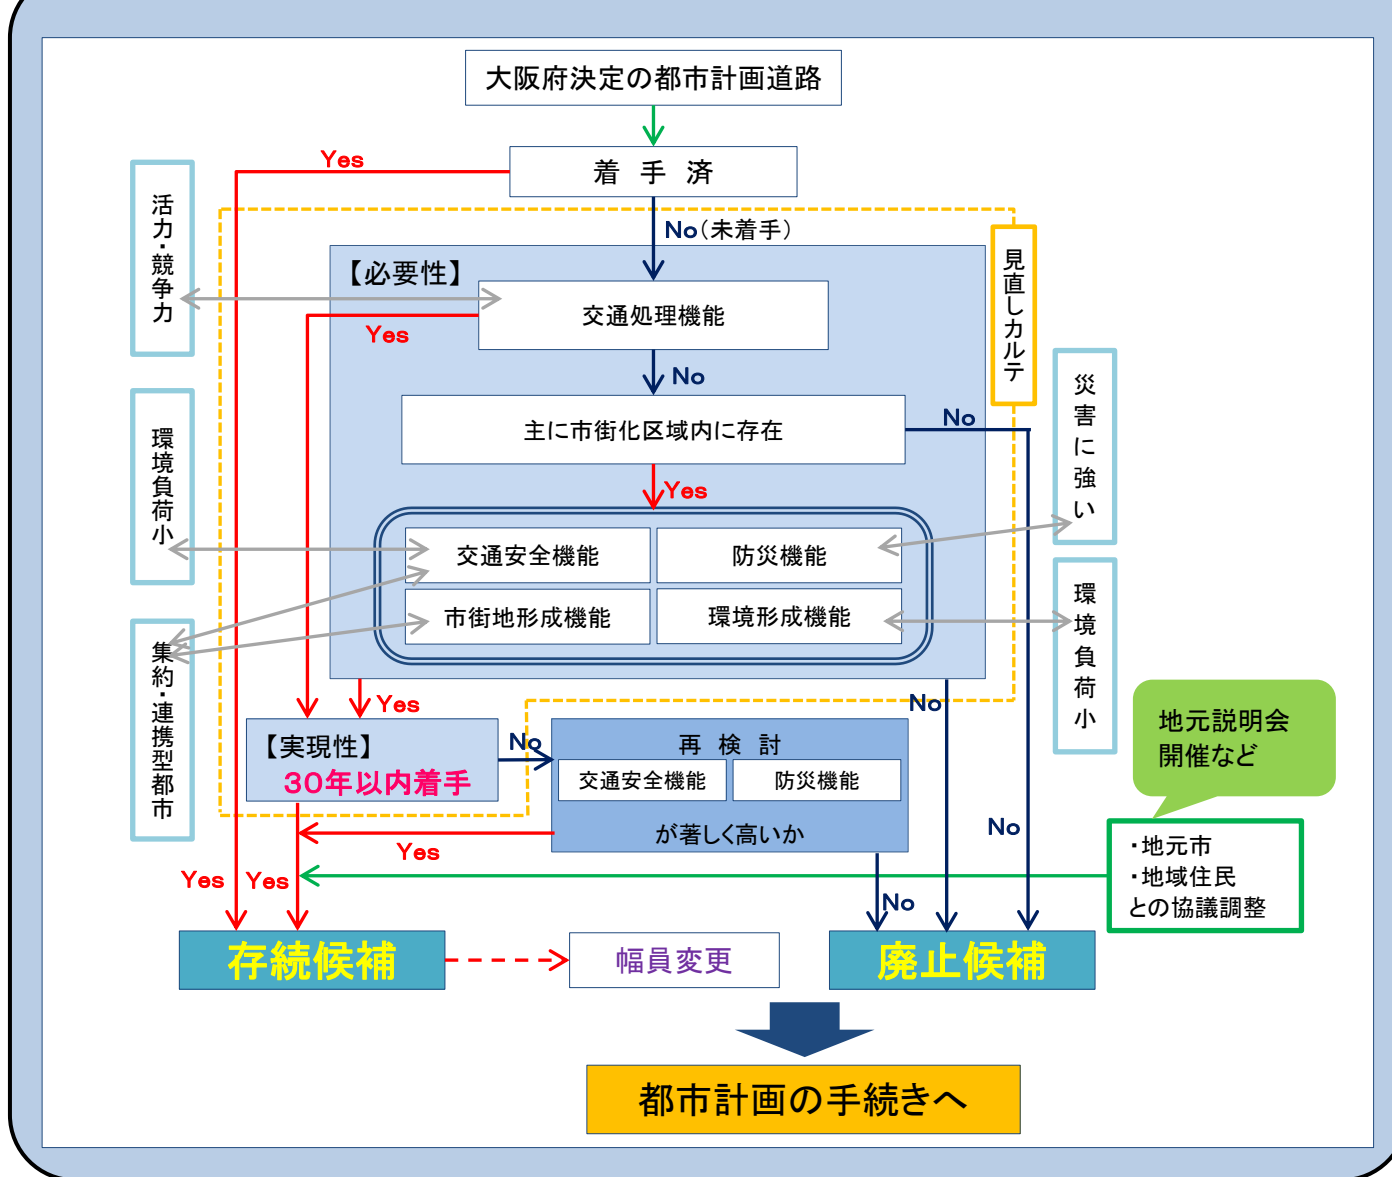 大阪府決定の都市計画道路
着手済
Yes
No（未着手）
活力・競争力
見直しカルテ
【必要性】
交通処理機能
Yes
No
主に市街化区域内に存在
No
災害に強い
環境負荷小
Yes
交通安全機能
防災機能
市街地形成機能
環境形成機能
環境負荷小
集約・連携型都市
Yes
No
地元説明会
開催など
【実現性】
30年以内着手
No
再検討
交通安全機能
防災機能
が著しく高いか
Yes
No
・地元市
・地域住民
との協議調整
Yes
Yes
No
存続候補
幅員変更
廃止候補
都市計画の手続きへ